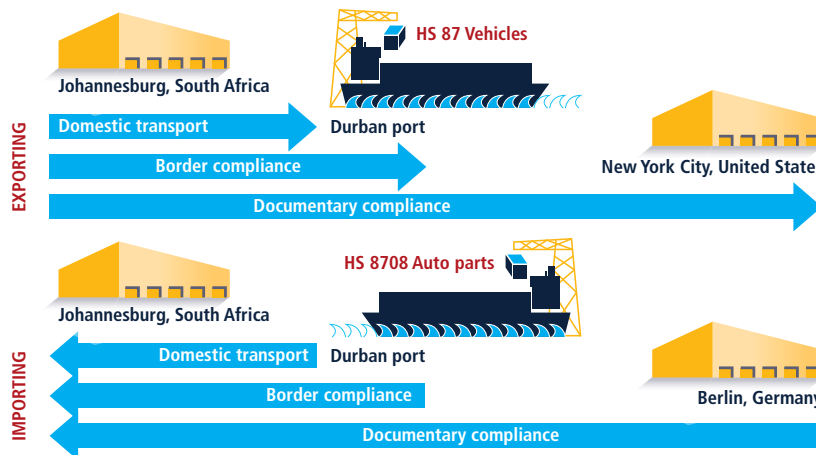 HS 87 Vehicles
Johannesburg, South Africa
Domestic transport
Durban port
Border compliance
New York City, United State
Documentary compliance
EXPORTING
HS 8708 Auto parts
Johannesburg, South Africa
Domestic transport
Durban port
Border compliance
Berlin, Germany
Documentary compliance
IMPORTING